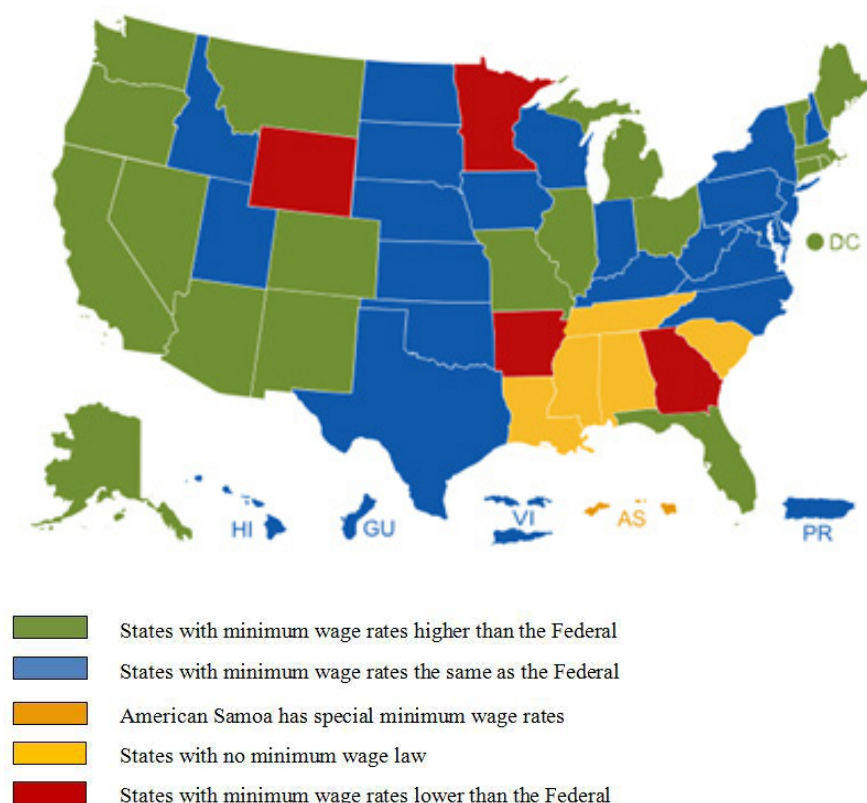 DC
HI
GU
VI
AS
PR
States with minimum wage rates higher than the Federal
States with minimum wage rates the same as the Federal
American Samoa has special minimum wage rates
States with no minimum wage law
States with minimum wage rates lower than the Federal